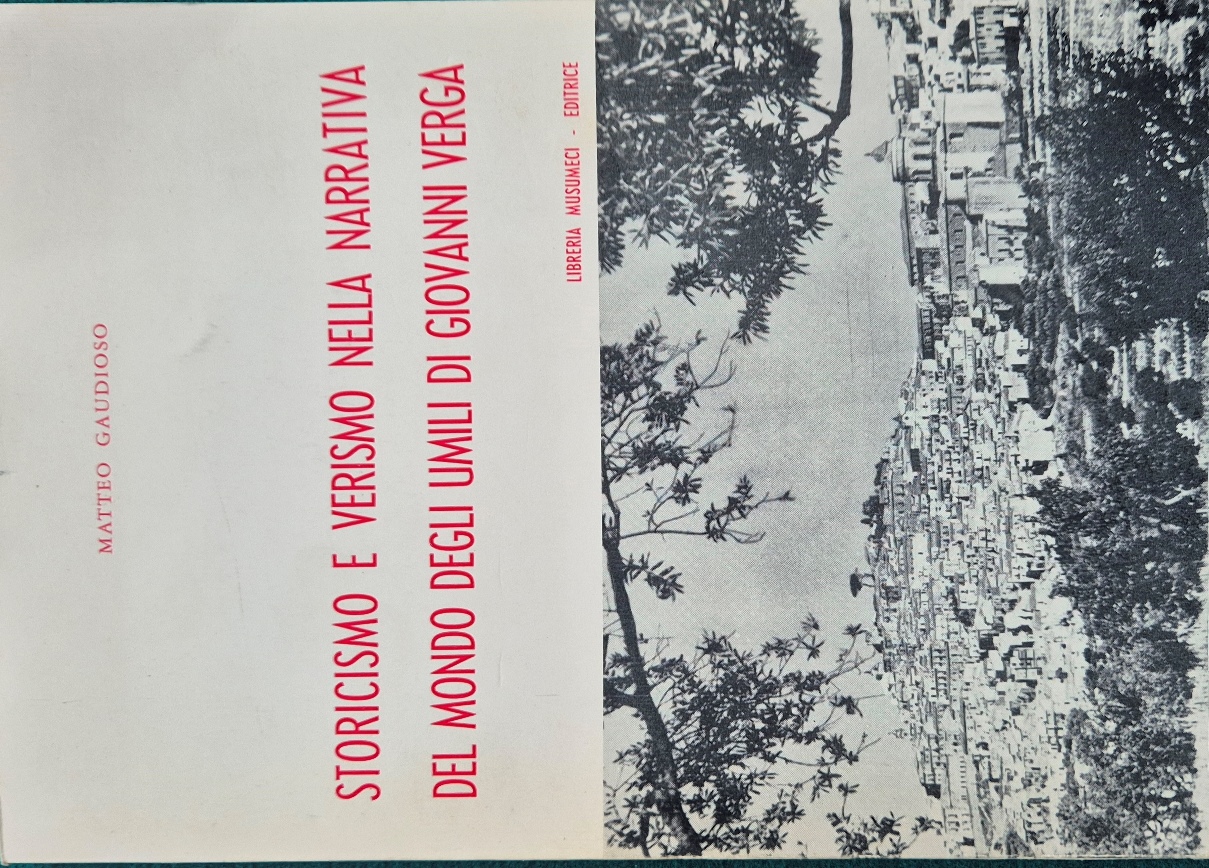 MATTEO GAUDIOSO
STORICISMO E VERISMO NELLA NARRATIVA
DEL MONDO DEGLI UMILI DI GIOVANNI VERGA
LIBRERIA MUSUMECI - EDITRICE